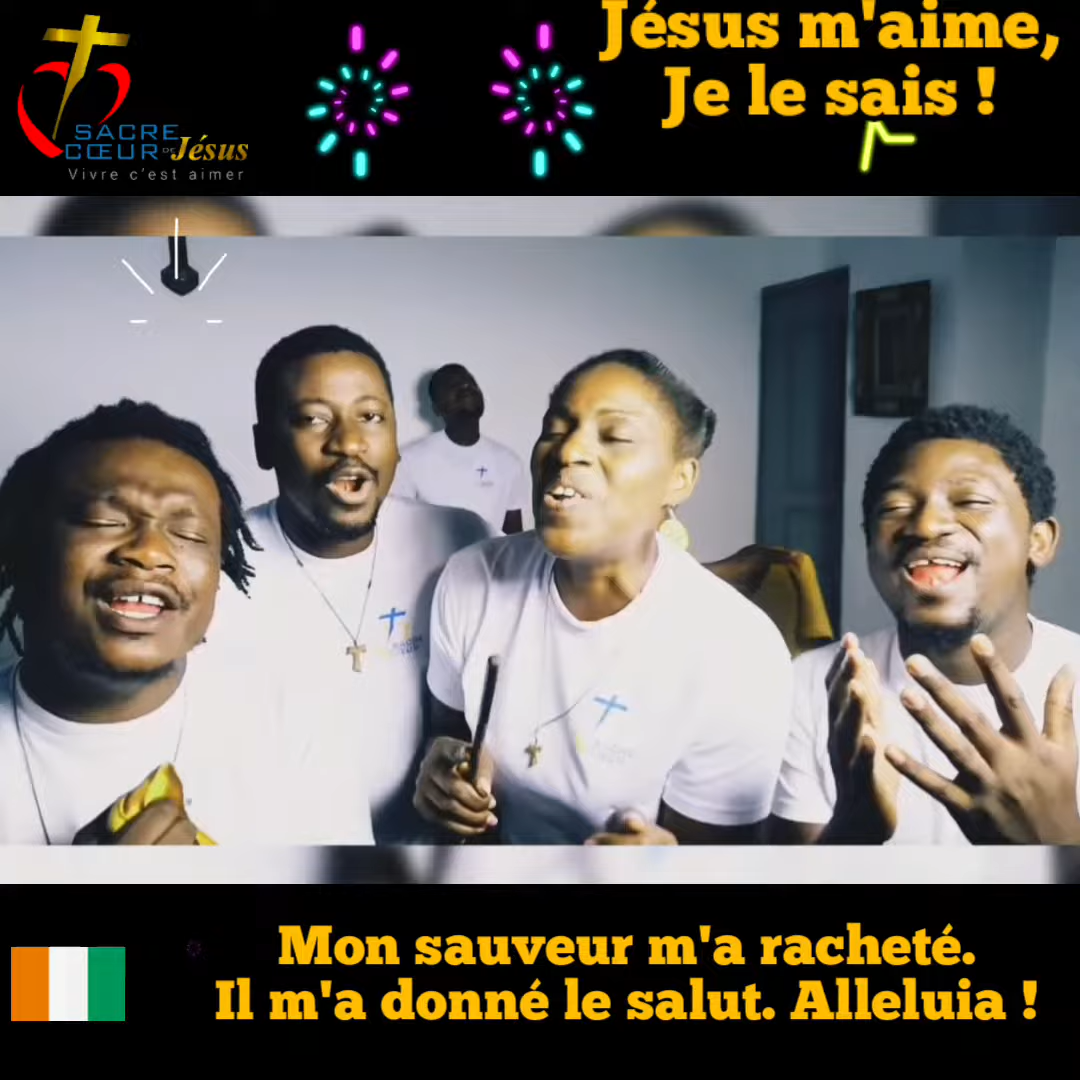 Jésus m'aime,
Je le sais !
SACRE
CŒUR DE Jésus
Vivre c'est aimer
Mon sauveur m'a racheté.
Il m'a donné le salut. Alleluia !